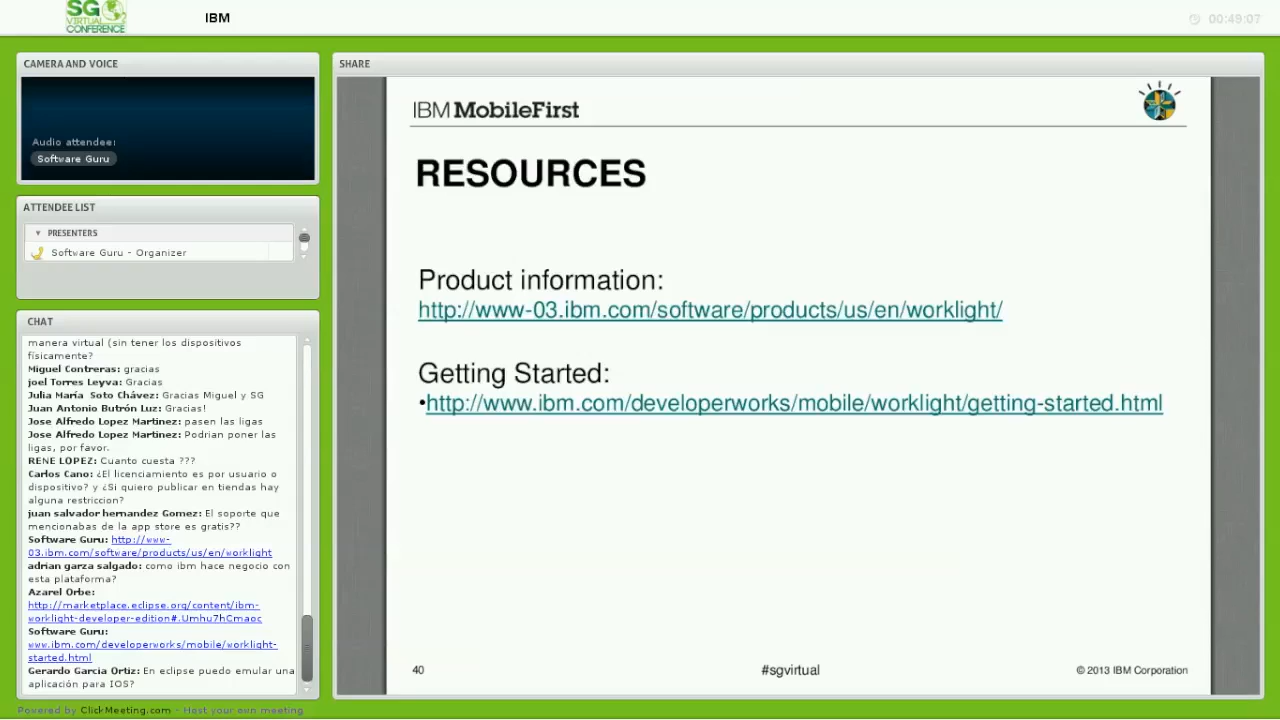 SG
VIRTUAL
CONFERENCE
IBM
00:49:07
CAMERA AND VOICE
Audio attendee:
Software Guru
ATTENDEE LIST
PRESENTERS
Software Guru - Organizer
CHAT
manera virtual (sin tener los dispositivos
físicamente?
Miguel Contreras: gracias
joel Torres Leyva: Gracias
Julia María Soto Chávez: Gracias Miguel y SG
Juan Antonio Butrón Luz: Gracias!
Jose Alfredo Lopez Martinez: pasen las ligas
Jose Alfredo Lopez Martinez: Podrian poner las
ligas, por favor.
RENE LOPEZ: Cuanto cuesta ???
Carlos Cano: ¿El licenciamiento es por usuario o
dispositivo? y ¿Si quiero publicar en tiendas hay
alguna restriccion?
juan salvador hernandez Gomez: El soporte que
mencionabas de la app store es gratis??
Software Guru: http://www-
03.ibm.com/software/products/us/en/worklight
adrian garza salgado: como ibm hace negocio con
esta plataforma?
Azarel Orbe:
http://marketplace.eclipse.org/content/ibm-
worklight-developer-edition#.Umhu7hCmaoc
Software Guru:
www.ibm.com/developerworks/mobile/worklight-
started.html
Gerardo Garcia Ortiz: En eclipse puedo emular una
aplicación para IOS?
Powered by ClickMeeting.com - Host your own meeting
SHARE
IBM MobileFirst
RESOURCES
Product information:
http://www-03.ibm.com/software/products/us/en/worklight/
Getting Started:
•http://www.ibm.com/developerworks/mobile/worklight/getting-started.html
40
#sgvirtual
© 2013 IBM Corporation